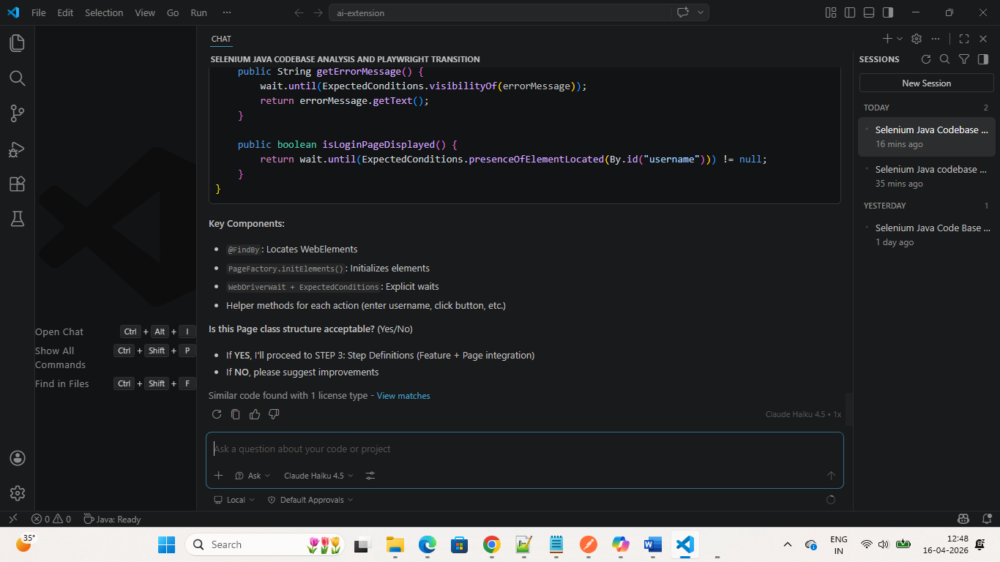 File Edit Selection View Go Run ···
ai-extension
CHAT
SELENIUM JAVA CODEBASE ANALYSIS AND PLAYWRIGHT TRANSITION
public String getErrorMessage() {
wait.until(ExpectedConditions.visibilityOf(errorMessage));
return errorMessage.getText();
}
public boolean isLoginPageDisplayed() {
return wait.until(ExpectedConditions.presenceOfElementLocated(By.id("username"))) != null;
}
}
Key Components:
• @FindBy: Locates WebElements
• PageFactory.initElements(): Initializes elements
• WebDriverWait + ExpectedConditions: Explicit waits
• Helper methods for each action (enter username, click button, etc.)
Is this Page class structure acceptable? (Yes/No)
• If YES, I'll proceed to STEP 3: Step Definitions (Feature + Page integration)
• If NO, please suggest improvements
Similar code found with 1 license type - View matches
Claude Haiku 4.5 • 1x
Ask a question about your code or project
Ask Claude Haiku 4.5
Local Default Approvals
Open Chat Ctrl + Alt + I
Show All Commands Ctrl + Shift + P
Find in Files Ctrl + Shift + F
SESSIONS
New Session
TODAY 2
Selenium Java Codebase ...
16 mins ago
Selenium Java codebase ...
35 mins ago
YESTERDAY 1
Selenium Java Code Base ...
1 day ago
0 0 Java: Ready
35°
Search
ENG
IN
12:48
16-04-2026